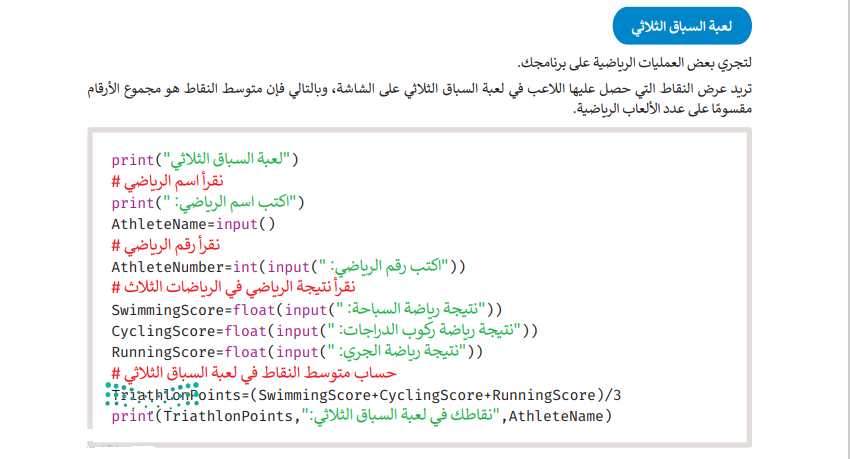 لعبة السباق الثلاثي
لتجري بعض العمليات الرياضية على برنامجك.
تريد عرض النقاط التي حصل عليها اللاعب في لعبة السباق الثلاثي على الشاشة، وبالتالي فإن متوسط النقاط هو مجموع الأرقام
مقسومًا على عدد الألعاب الرياضية.
print("لعبة السباق الثلاثي")
# نقرأ اسم الرياضي
print("اكتب اسم الرياضي: ")
AthleteName=input()
# نقرأ رقم الرياضي
AthleteNumber=int(input("اكتب رقم الرياضي: "))
# نقرأ نتيجة الرياضي في الرياضات الثلاث
SwimmingScore=float(input("نتيجة رياضة السباحة: "))
CyclingScore=float(input("نتيجة رياضة ركوب الدراجات: "))
RunningScore=float(input("نتيجة رياضة الجري: "))
# حساب متوسط النقاط في لعبة السباق الثلاثي
TriathlonPoints=(SwimmingScore+CyclingScore+RunningScore)/3
print(TriathlonPoints,"نقاطك في لعبة السباق الثلاثي:",AthleteName)